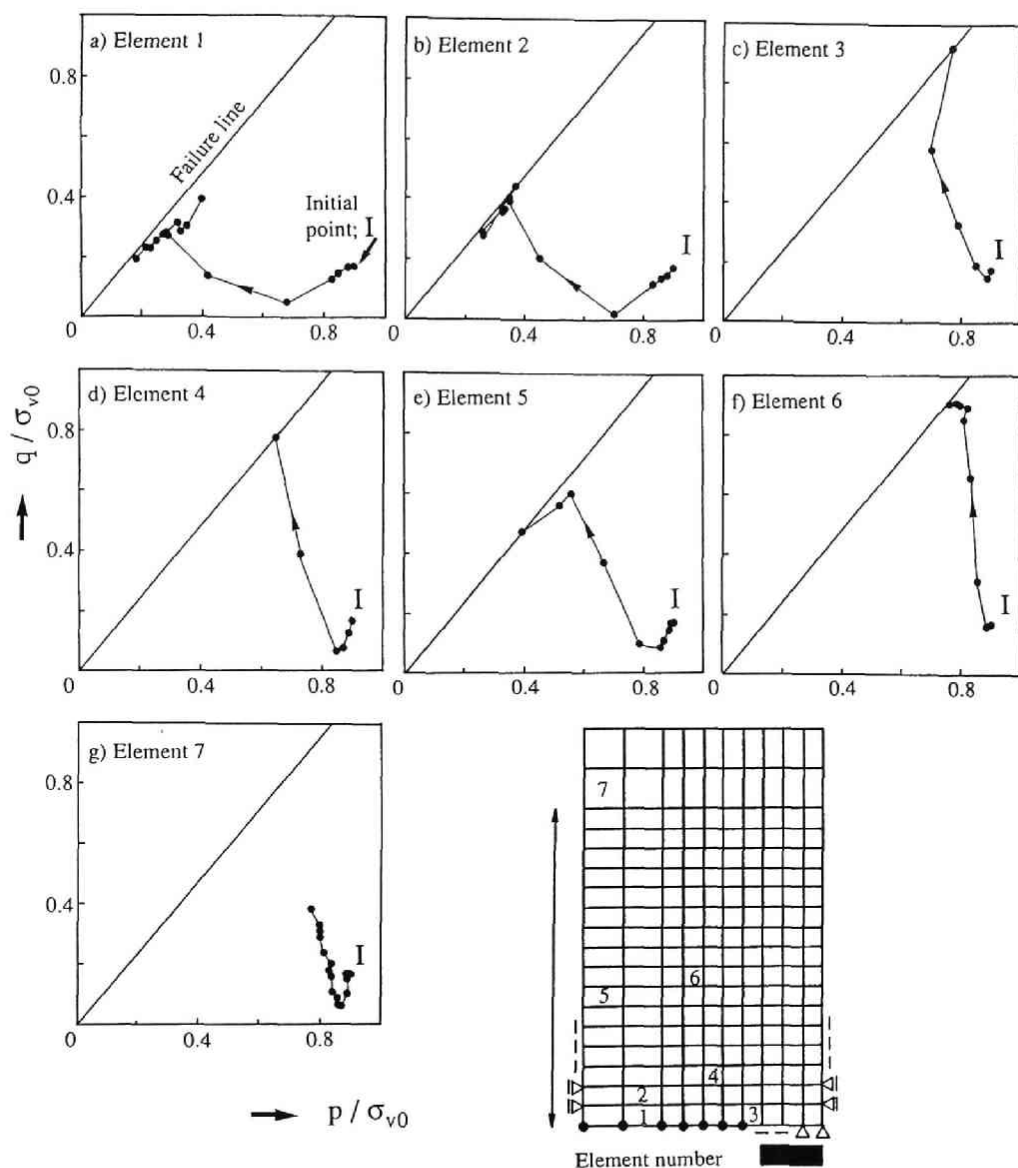 a) Element 1
b) Element 2
c) Element 3
0.8
Failure line
0.4
Initial point; I
I
I
0
0.4
0.8
0
0.4
0.8
0
0.4
0.8
d) Element 4
e) Element 5
f) Element 6
0.8
0.4
I
I
I
0
0.4
0.8
0
0.4
0.8
0
0.4
0.8
q / σv0
g) Element 7
0.8
0.4
I
0
0.4
0.8
p / σv0
7
6
5
4
2
1
3
Element number